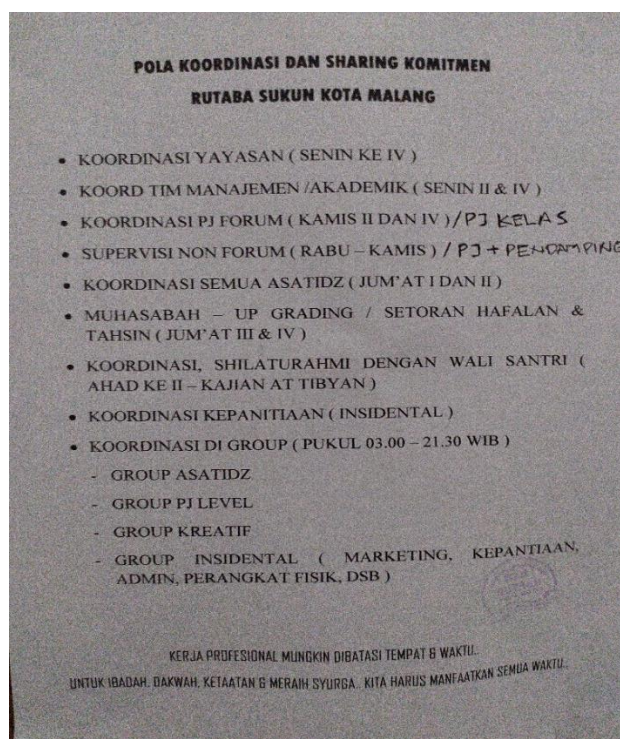 POLA KOORDINASI DAN SHARING KOMITMEN
RUTABA SUKUN KOTA MALANG
• KOORDINASI YAYASAN ( SENIN KE IV )
• KOORD TIM MANAJEMEN /AKADEMIK ( SENIN II & IV )
• KOORDINASI PJ FORUM ( KAMIS II DAN IV ) / PJ KELAS
• SUPERVISI NON FORUM ( RABU – KAMIS ) / PJ + PENDAMPING
• KOORDINASI SEMUA ASATIDZ ( JUM'AT I DAN II )
• MUHASABAH – UP GRADING / SETORAN HAFALAN &
TAHSIN ( JUM'AT III & IV )
• KOORDINASI, SHILATURAHMI DENGAN WALI SANTRI (
AHAD KE II – KAJIAN AT TIBYAN )
• KOORDINASI KEPANITIAAN ( INSIDENTAL )
• KOORDINASI DI GROUP ( PUKUL 03.00 – 21.30 WIB )
- GROUP ASATIDZ
- GROUP PJ LEVEL
- GROUP KREATIF
- GROUP INSIDENTAL ( MARKETING, KEPANTIAAN,
ADMIN, PERANGKAT FISIK, DSB )
KERJA PROFESIONAL MUNGKIN DIBATASI TEMPAT & WAKTU..
UNTUK IBADAH, DAKWAH, KETAATAN & MERAIH SYURGA.. KITA HARUS MANFAATKAN SEMUA WAKTU..